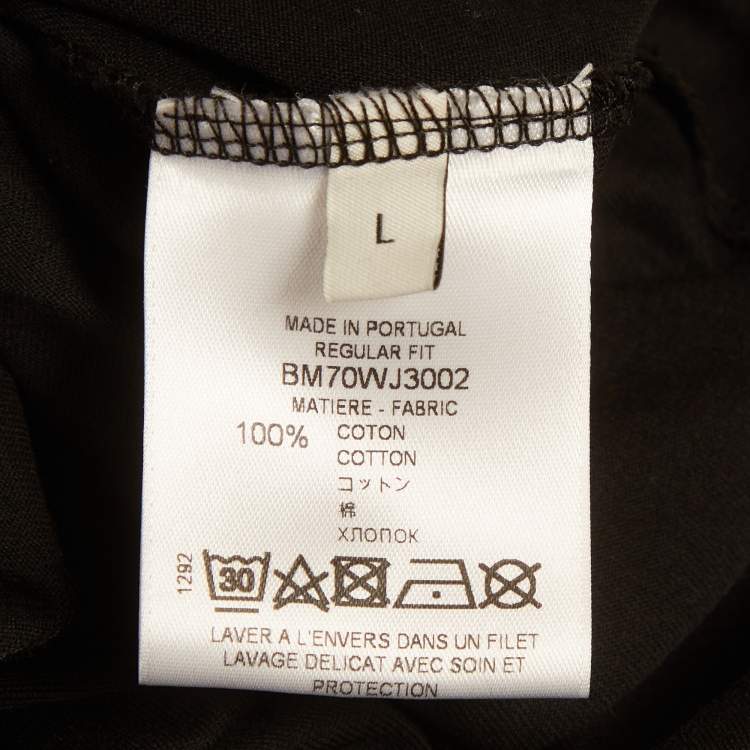 L
MADE IN PORTUGAL
REGULAR FIT
BM70WJ3002
MATIERE - FABRIC
100% COTON
COTTON
コットン
棉
ХЛОПОК
1292
30
LAVER A L'ENVERS DANS UN FILET
LAVAGE DELICAT AVEC SOIN ET
PROTECTION